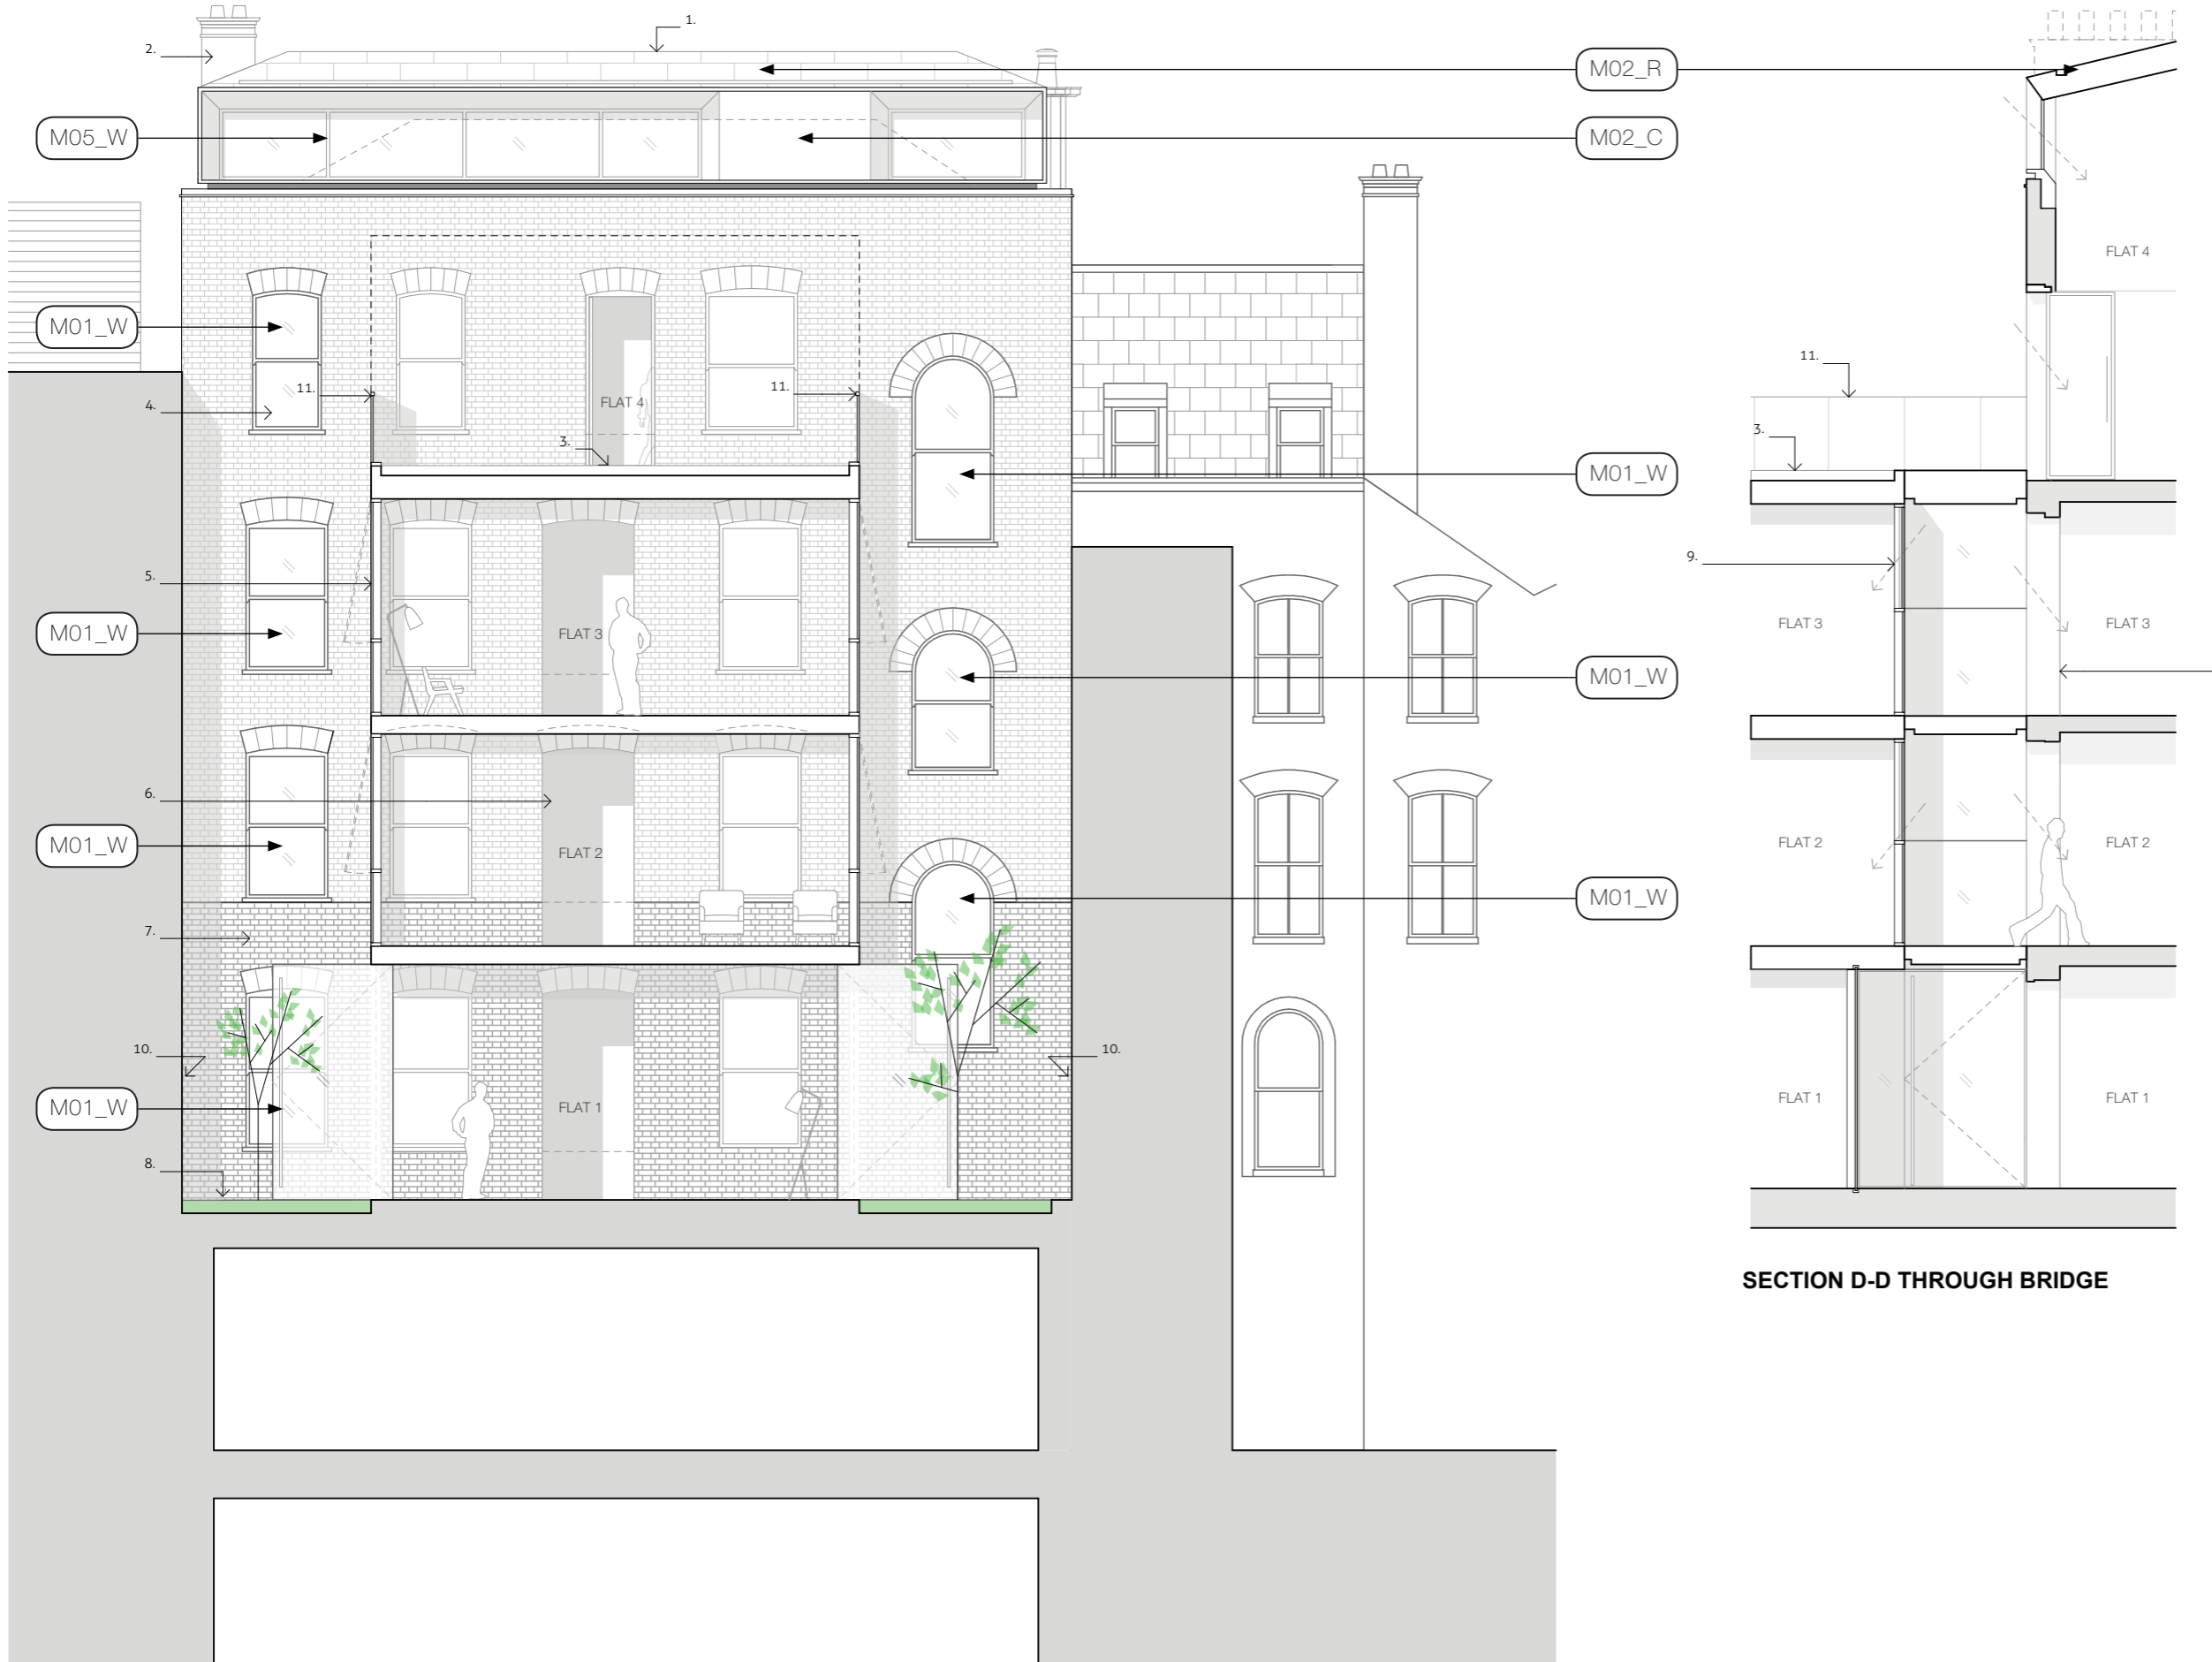 1.
2.
M02_R
M05_W
M02_C
FLAT 4
M01_W
11.
11.
11.
4.
FLAT 4
3.
3.
M01_W
5.
9.
FLAT 3
FLAT 3
FLAT 3
M01_W
M01_W
6.
FLAT 2
FLAT 2
FLAT 2
M01_W
M01_W
7.
10.
10.
M01_W
FLAT 1
FLAT 1
FLAT 1
8.
SECTION D-D THROUGH BRIDGE